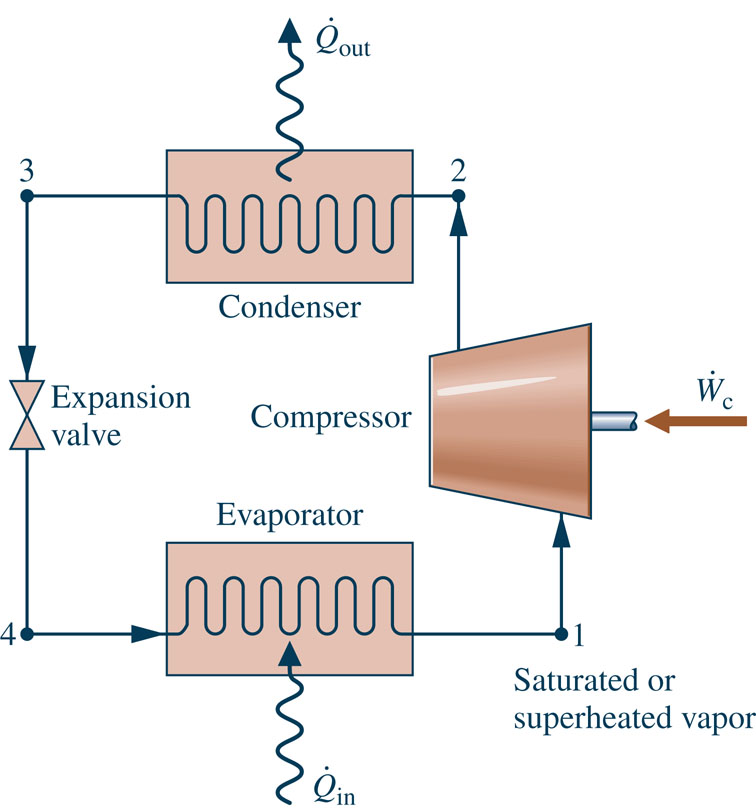 Q̇out
3
2
Condenser
Expansion
valve
Compressor
Ẇc
Evaporator
4
1
Saturated or
superheated vapor
Q̇in